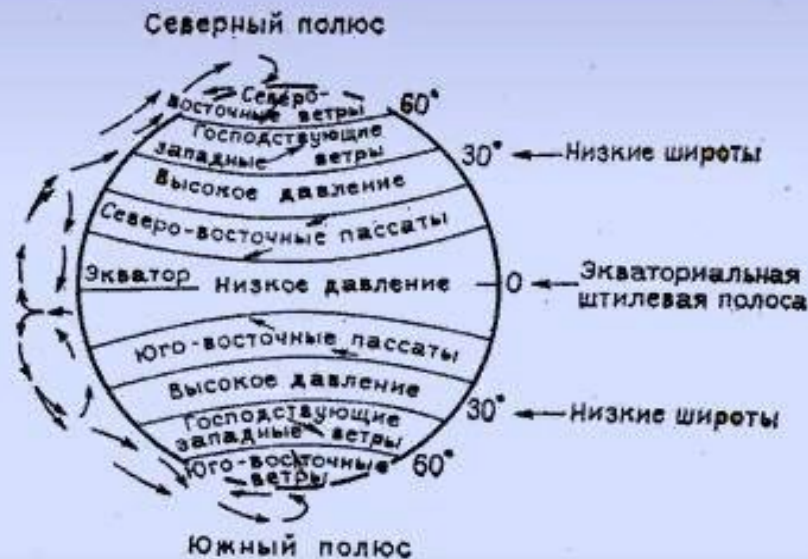 Северный полюс
Северо-
восточные ветры
60°
Господствующие
западные ветры
30°
Низкие широты
Высокое давление
Северо-восточные пассаты
Экватор
Низкое давление
0
Экваториальная
штилевая полоса
Юго-восточные пассаты
Высокое давление
30°
Низкие широты
Господствующие
западные ветры
Юго-восточные
ветры
60°
Южный полюс